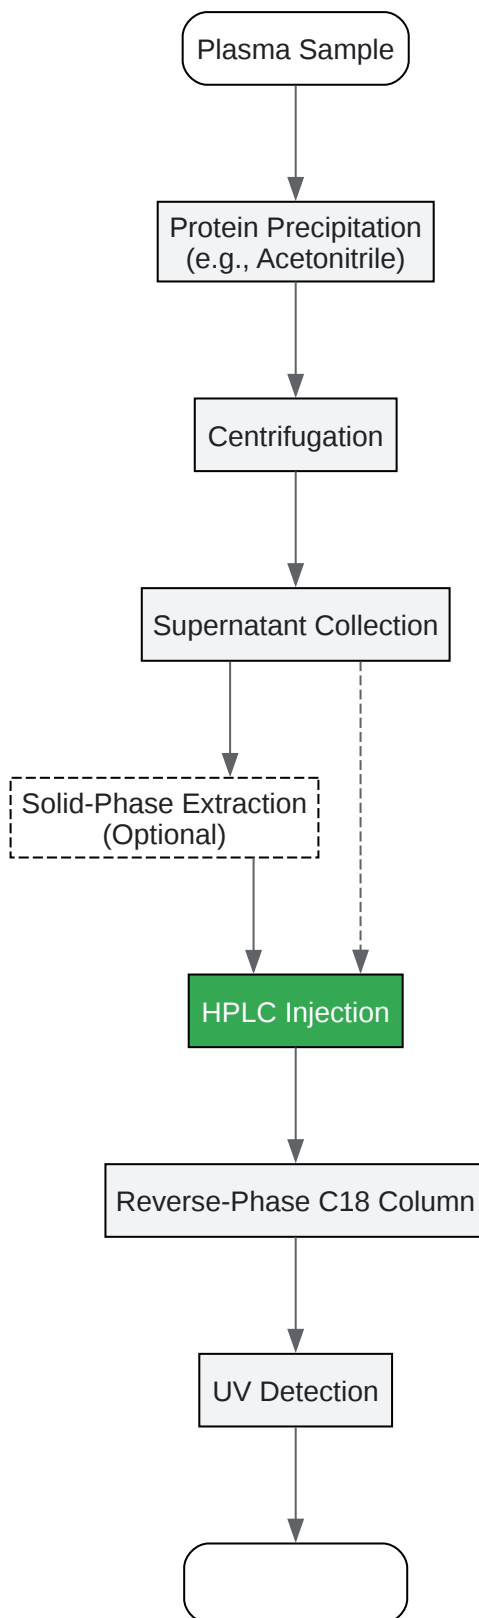 Plasma Sample
Protein Precipitation
(e.g., Acetonitrile)
Centrifugation
Supernatant Collection
Solid-Phase Extraction
(Optional)
HPLC Injection
Reverse-Phase C18 Column
UV Detection